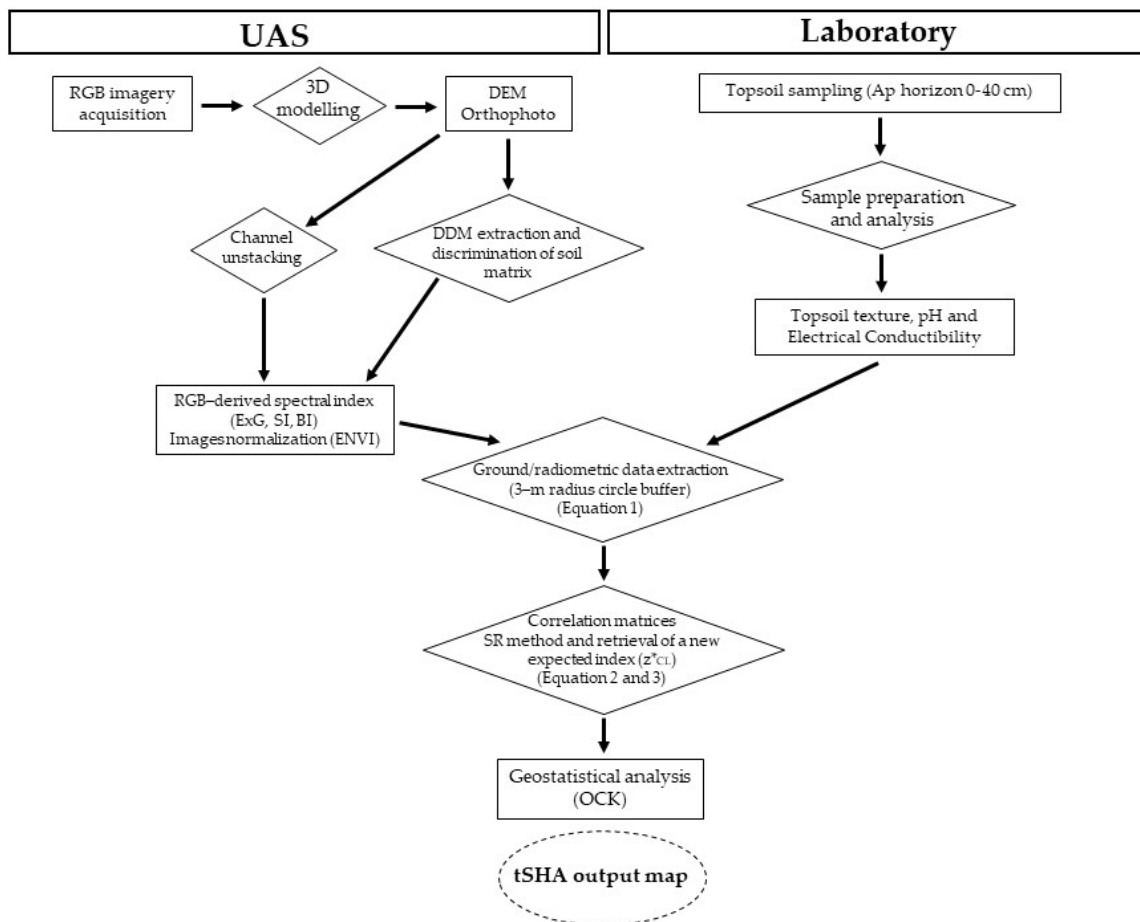 UAS
Laboratory
RGB imagery
acquisition
3D
modelling
DEM
Orthophoto
Topsoil sampling (Ap horizon 0-40 cm)
Channel
unstacking
DDM extraction and
discrimination of soil
matrix
Sample preparation
and analysis
Topsoil texture, pH and
Electrical Conductibility
RGB–derived spectral index
(ExG, SI, BI)
Imagesnormalization (ENVI)
Ground/radiometric data extraction
(3–m radius circle buffer)
(Equation 1)
Correlation matrices
SR method and retrieval of a new
expected index (z*CL)
(Equation 2 and 3)
Geostatistical analysis
(OCK)
tSHA output map